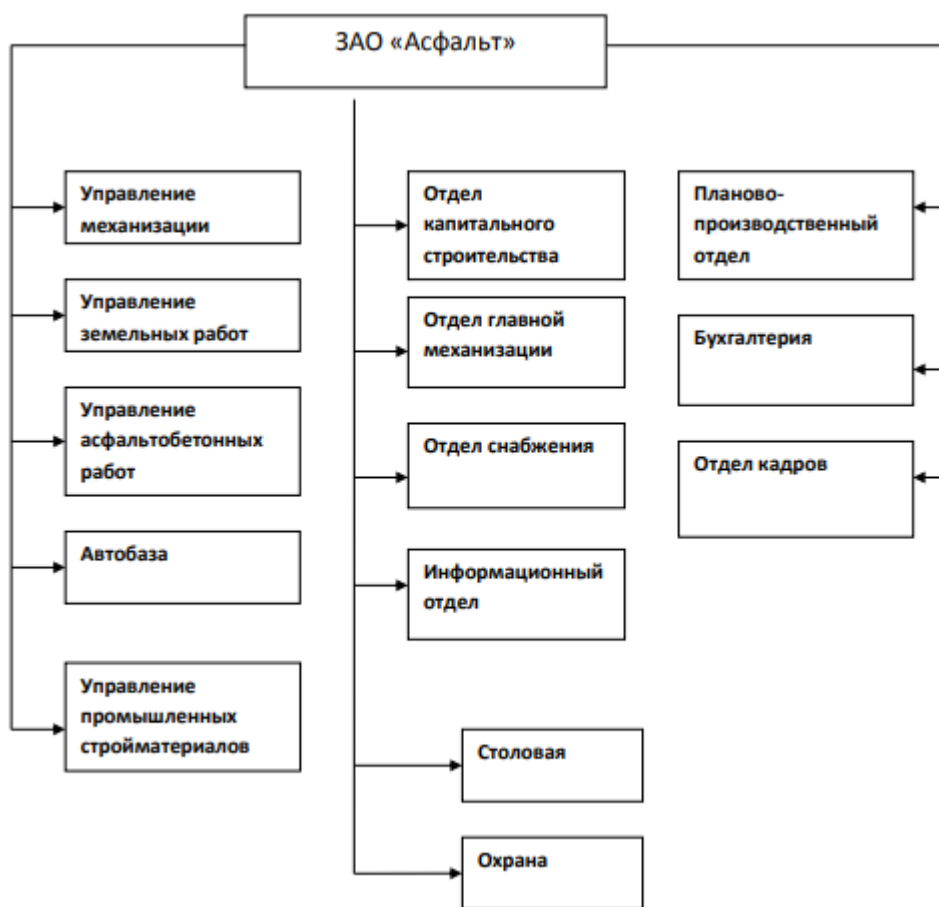 ЗАО «Асфальт»
Управление
механизации
Управление
земельных работ
Управление
асфальтобетонных
работ
Автобаза
Управление
промышленных
стройматериалов
Отдел
капитального
строительства
Отдел главной
механизации
Отдел снабжения
Информационный
отдел
Столовая
Охрана
Планово-
производственный
отдел
Бухгалтерия
Отдел кадров